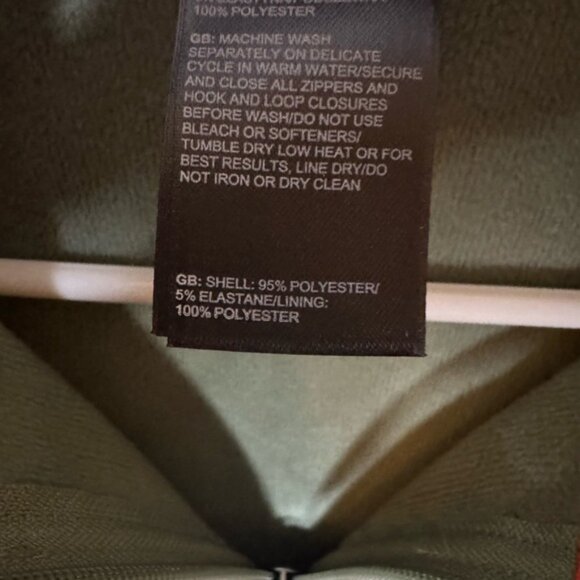 100% POLYESTER
GB: MACHINE WASH
SEPARATELY ON DELICATE
CYCLE IN WARM WATER/SECURE
AND CLOSE ALL ZIPPERS AND
HOOK AND LOOP CLOSURES
BEFORE WASH/DO NOT USE
BLEACH OR SOFTENERS/
TUMBLE DRY LOW HEAT OR FOR
BEST RESULTS, LINE DRY/DO
NOT IRON OR DRY CLEAN
GB: SHELL: 95% POLYESTER/
5% ELASTANE/LINING:
100% POLYESTER